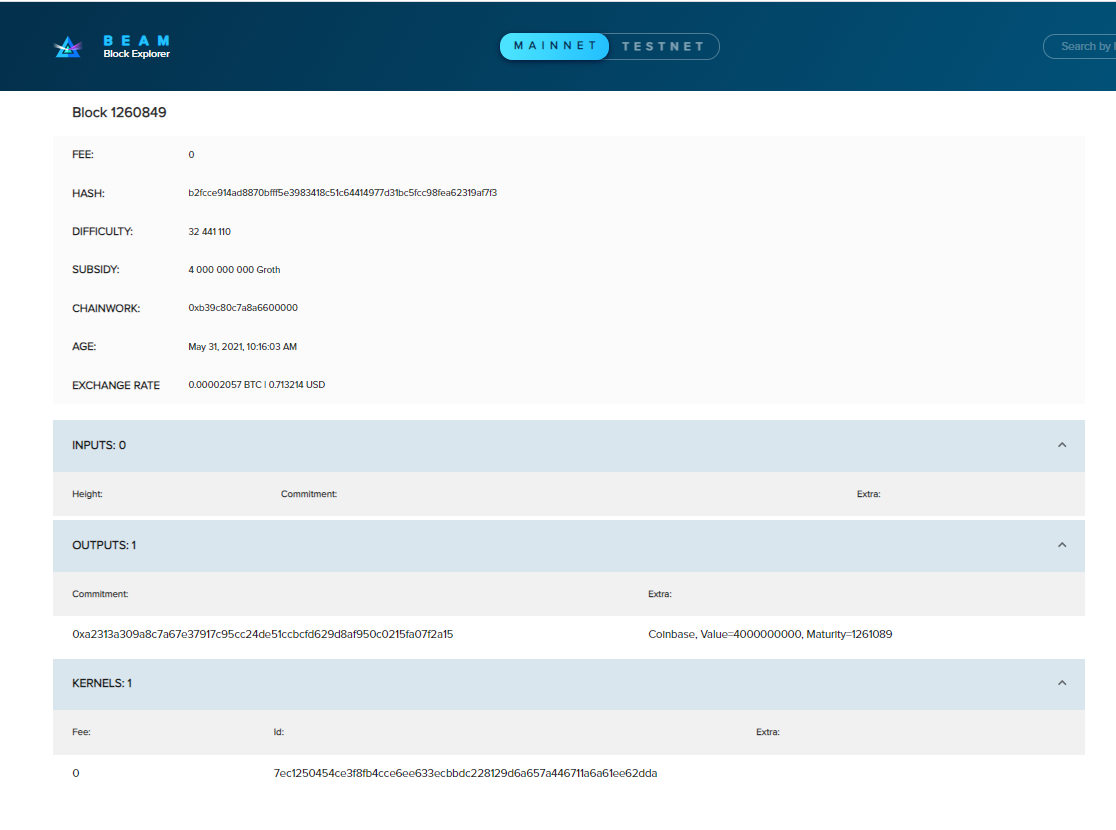 BEAM
Block Explorer
MAINNET
TESTNET
Search by
Block 1260849
FEE: 0
HASH: b2fcce914ad8870bfff5e3983418c51c64414977d31bc5fcc98fea62319af7f3
DIFFICULTY: 32 441 110
SUBSIDY: 4 000 000 000 Groth
CHAINWORK: 0xb39c80c7a8a6600000
AGE: May 31, 2021, 10:16:03 AM
EXCHANGE RATE 0.00002057 BTC | 0.713214 USD
INPUTS: 0
Height: Commitment: Extra:
OUTPUTS: 1
Commitment: Extra:
0xa2313a309a8c7a67e37917c95cc24de51ccbcfd629d8af950c0215fa07f2a15 Coinbase, Value=4000000000, Maturity=1261089
KERNELS: 1
Fee: Id: Extra:
0 7ec1250454ce3f8fb4cce6ee633ecbbdc228129d6a657a446711a6a61ee62dda